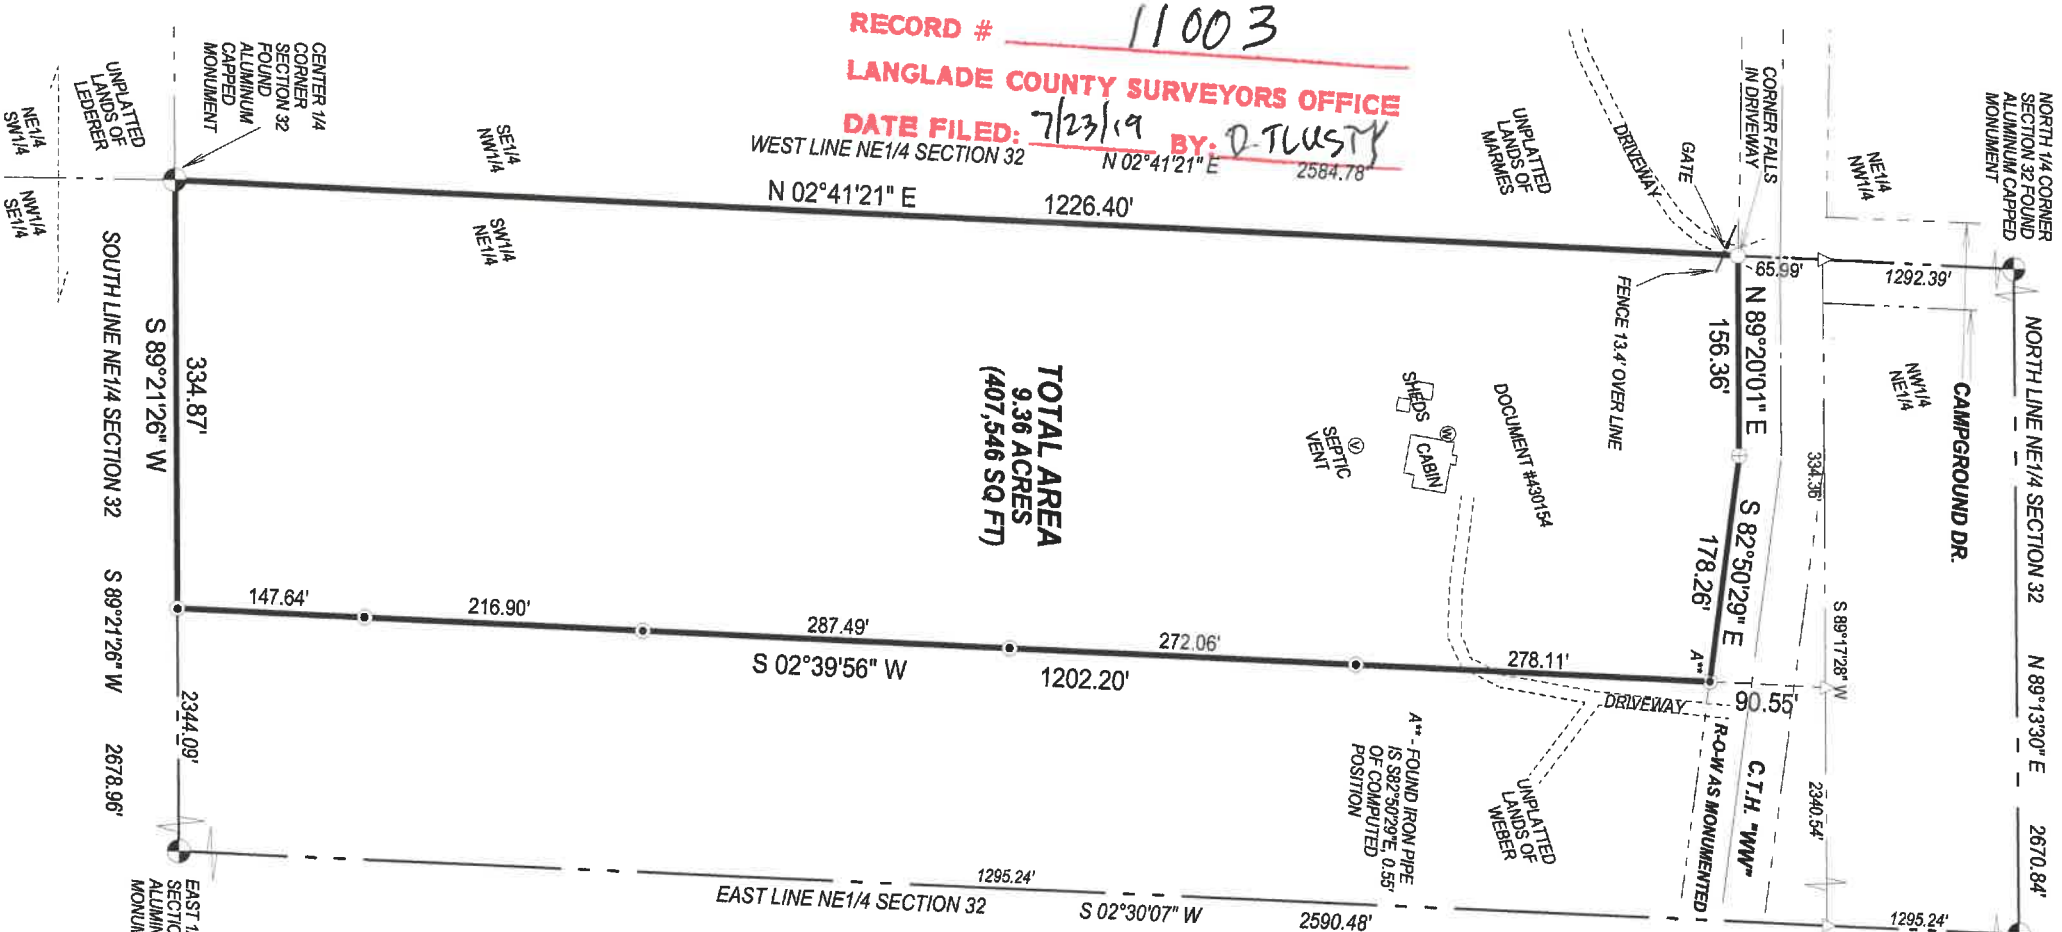 RECORD # 11003
LANGLADE COUNTY SURVEYORS OFFICE
DATE FILED: 7/23/19 BY: D. TLUSTY
WEST LINE NE1/4 SECTION 32 N 02°41'21" E 2584.78'
N 02°41'21" E 1226.40'
CENTER 1/4
CORNER
SECTION 32
FOUND
ALUMINUM
CAPPED
MONUMENT
UNPLATTED
LANDS OF
LEDERER
NE1/4
SW1/4
NW1/4
SE1/4
SE1/4
NW1/4
SW1/4
NE1/4
UNPLATTED
LANDS OF
MARMES
DRIVEWAY
GATE
CORNER FALLS
IN DRIVEWAY
NE1/4
NW1/4
NORTH 1/4 CORNER
SECTION 32 FOUND
ALUMINUM CAPPED
MONUMENT
65.99'
1292.39'
FENCE 13.4' OVER LINE
N 89°20'01" E
156.36'
NW1/4
NE1/4
CAMPGROUND DR.
NORTH LINE NE1/4 SECTION 32 N 89°13'30" E 2670.84'
334.36'
S 89°17'28" W
2340.54'
S 82°50'29" E
178.26'
A**
90.55'
C.T.H. "WW"
R-O-W AS MONUMENTED
DOCUMENT #430154
SHEDS
W
CABIN
V
SEPTIC
VENT
TOTAL AREA
9.36 ACRES
(407,546 SQ FT)
334.87'
S 89°21'26" W
SOUTH LINE NE1/4 SECTION 32 S 89°21'26" W 2678.96'
2344.09'
147.64'
216.90'
287.49'
272.06'
278.11'
S 02°39'56" W 1202.20'
DRIVEWAY
UNPLATTED
LANDS OF
WEBER
A** - FOUND IRON PIPE
IS S82°50'29"E, 0.55'
OF COMPUTED
POSITION
1295.24'
EAST LINE NE1/4 SECTION 32 S 02°30'07" W 2590.48'
1295.24'
EAST 1
SECTIO
ALUMIN
MONUM